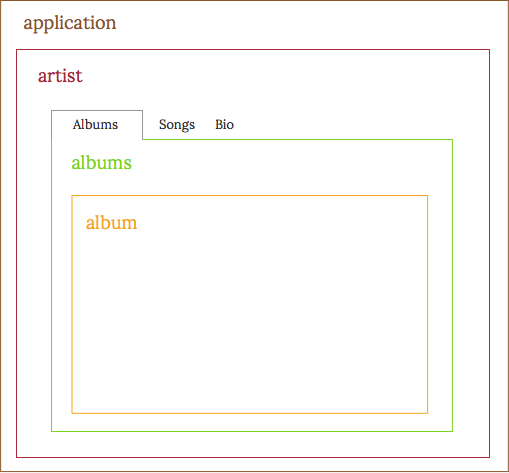 application
artist
Albums Songs Bio
albums
album